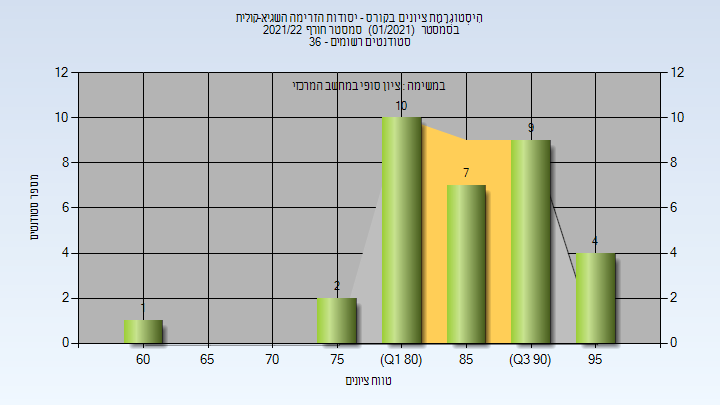 היסטוגרמת ציונים בקורס - יסודות הזרימה השגיא-קולית
בסמסטר (01/2021) סמסטר חורף 2021/22
סטודנטים רשומים - 36
במשימה : ציון סופי במחשב המרכזי
12 12
10 10
8 8
6 6
4 4
2 2
0 0
1 2 10 7 9 4
60 65 70 75 (Q1 80) 85 (Q3 90) 95
מספר סטודנטים
טווח ציונים